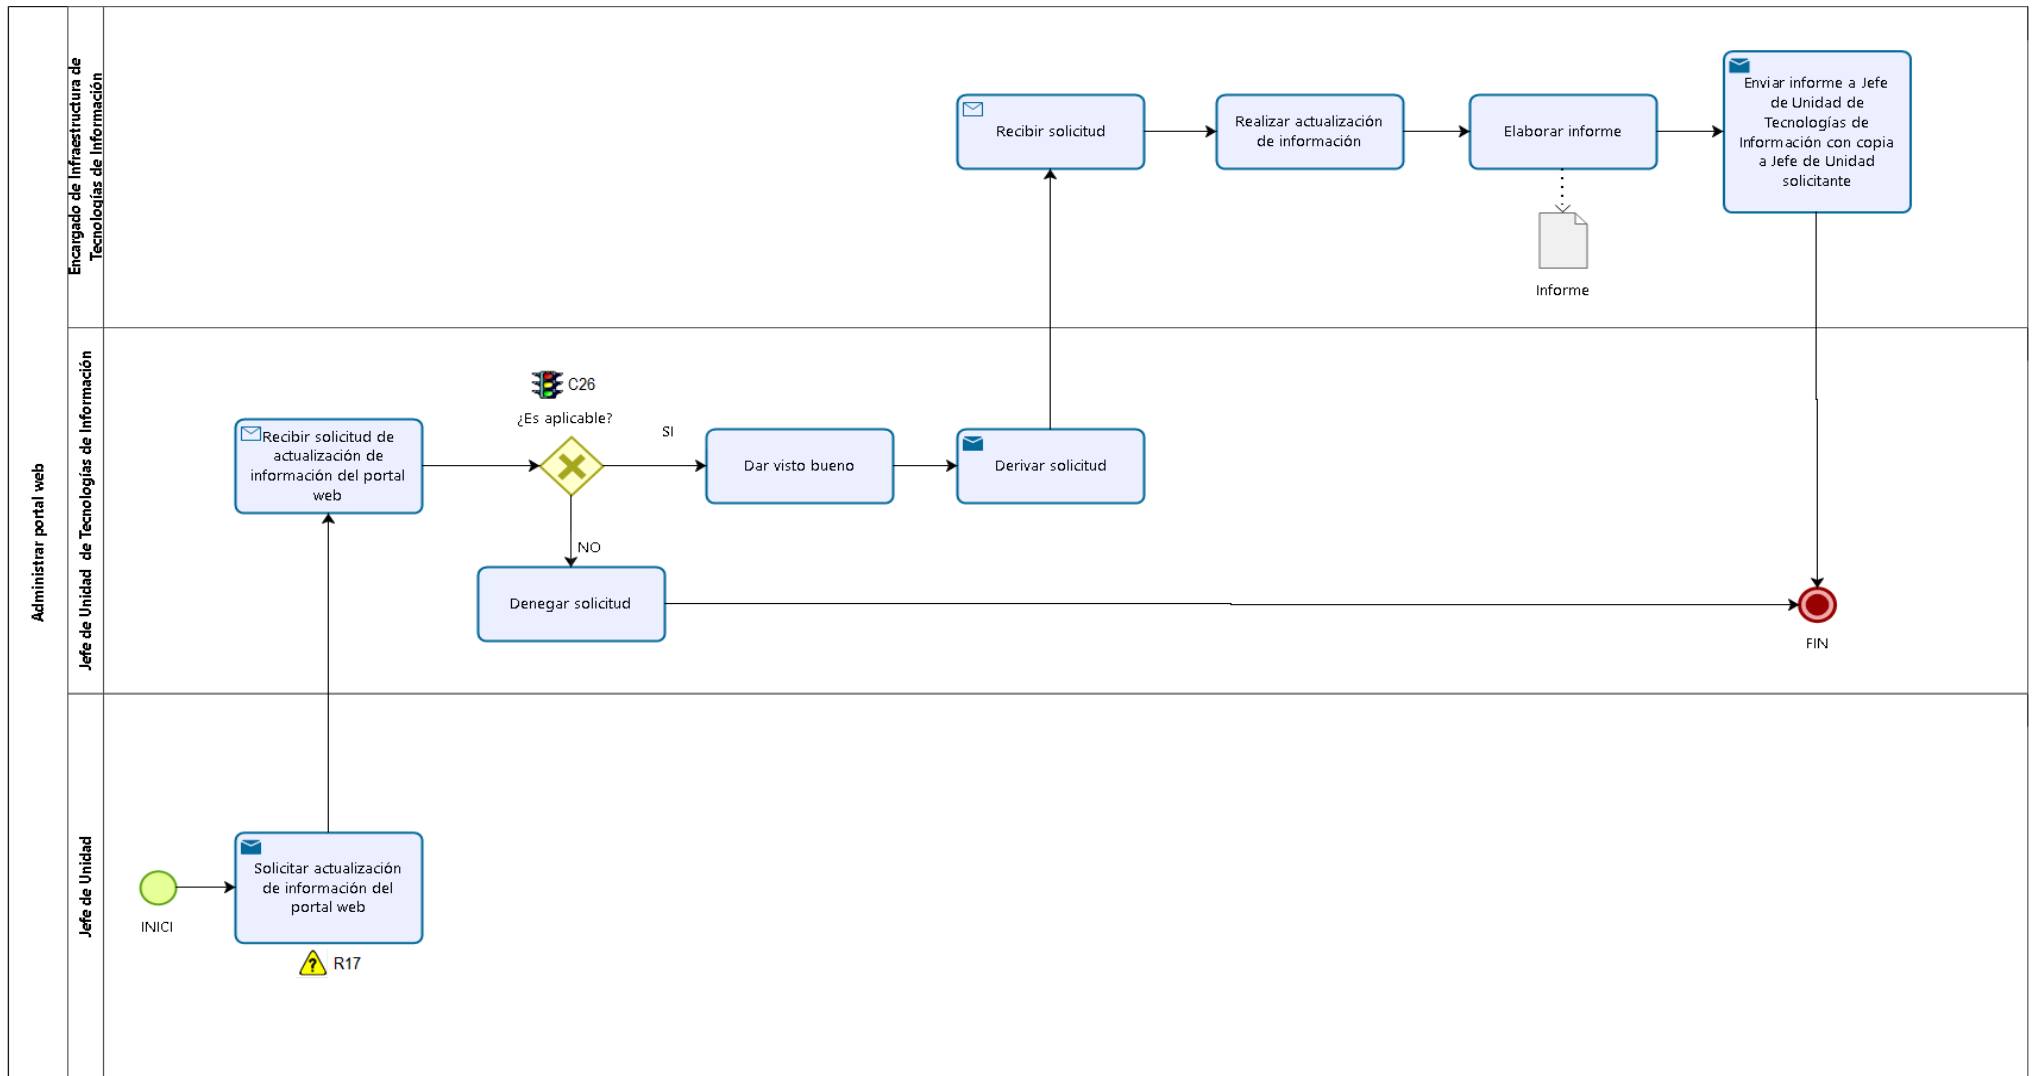 Administrar portal web
Encargado de Infraestructura de
Tecnologías de Información
Recibir solicitud
Realizar actualización
de información
Elaborar informe
Enviar informe a Jefe
de Unidad de
Tecnologías de
Información con copia
a Jefe de Unidad
solicitante
Informe
Jefe de Unidad de Tecnologías de Información
C26
¿Es aplicable?
SI
Recibir solicitud de
actualización de
información del portal
web
Dar visto bueno
Derivar solicitud
NO
Denegar solicitud
FIN
Jefe de Unidad
INICI
Solicitar actualización
de información del
portal web
?
R17